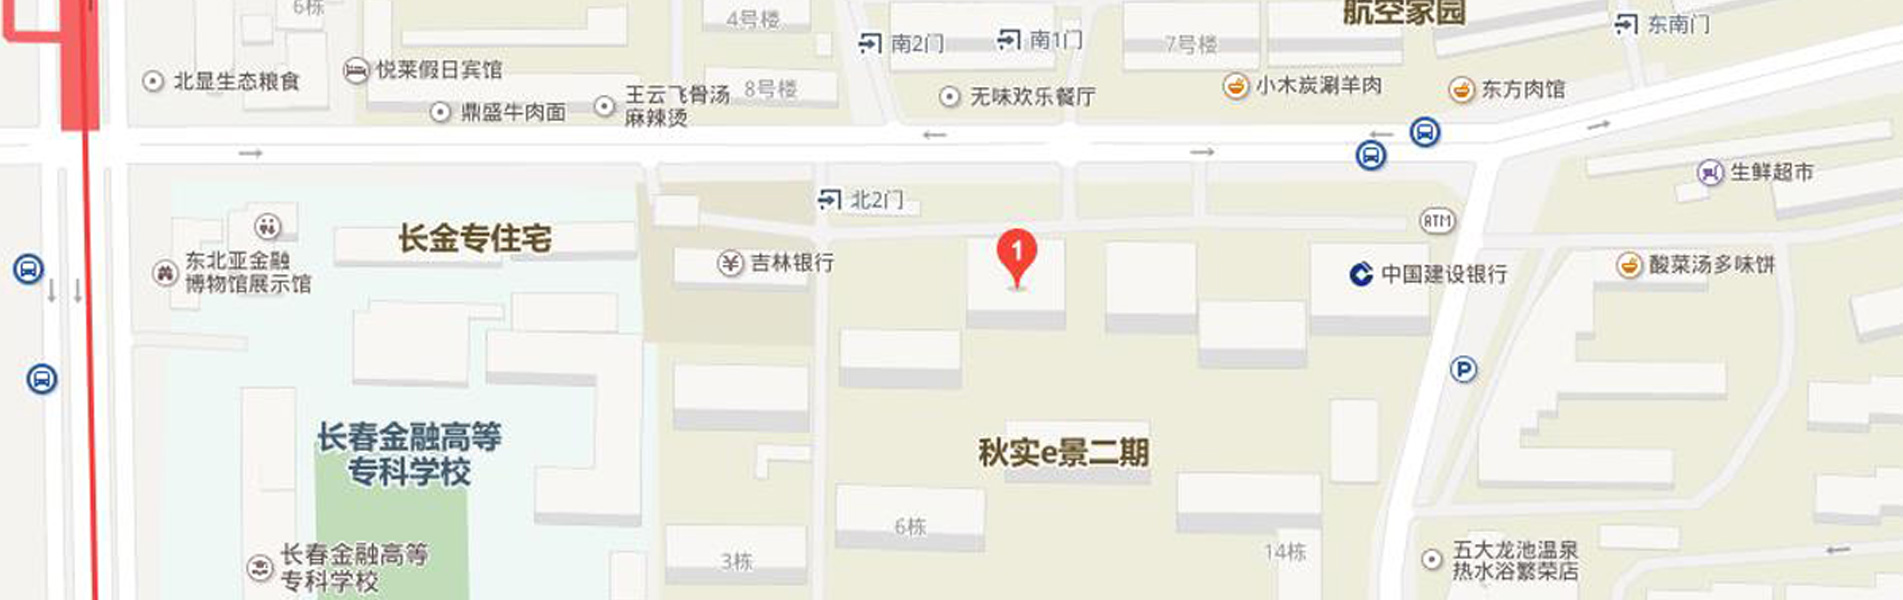 6栋
4号楼
航空家园
南2门
南1门
7号楼
东南门
北显生态粮食
悦莱假日宾馆
鼎盛牛肉面
王云飞骨汤
麻辣烫
8号楼
无味欢乐餐厅
小木炭涮羊肉
东方肉馆
生鲜超市
北2门
ATM
长金专住宅
东北亚金融
博物馆展示馆
吉林银行
1
中国建设银行
酸菜汤多味饼
P
长春金融高等
专科学校
秋实e景二期
6栋
14栋
3栋
长春金融高等
专科学校
五大龙池温泉
热水浴繁荣店